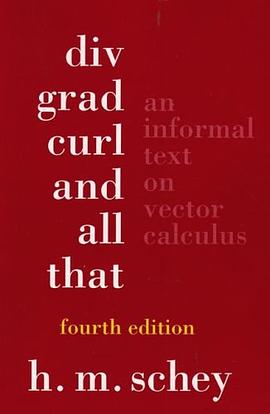 div
grad
curl
and
all
that
an
informal
text
on
vector
calculus
fourth edition
h. m. schey